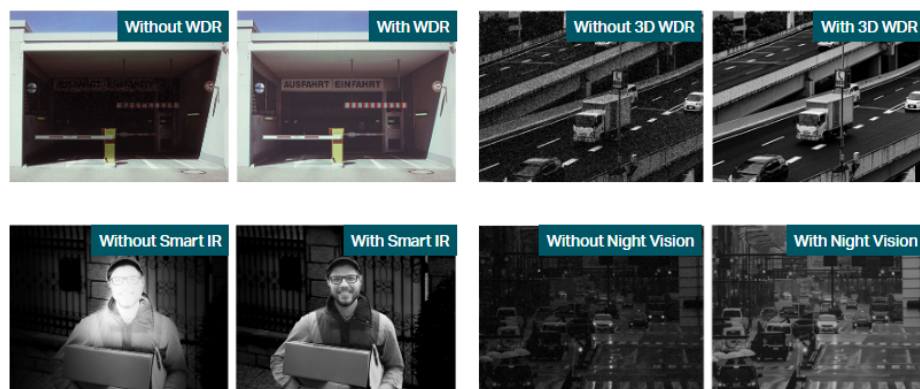 Without WDR
With WDR
Without 3D WDR
With 3D WDR
AUSFAHRT EINFAHRT
Without Smart IR
With Smart IR
Without Night Vision
With Night Vision